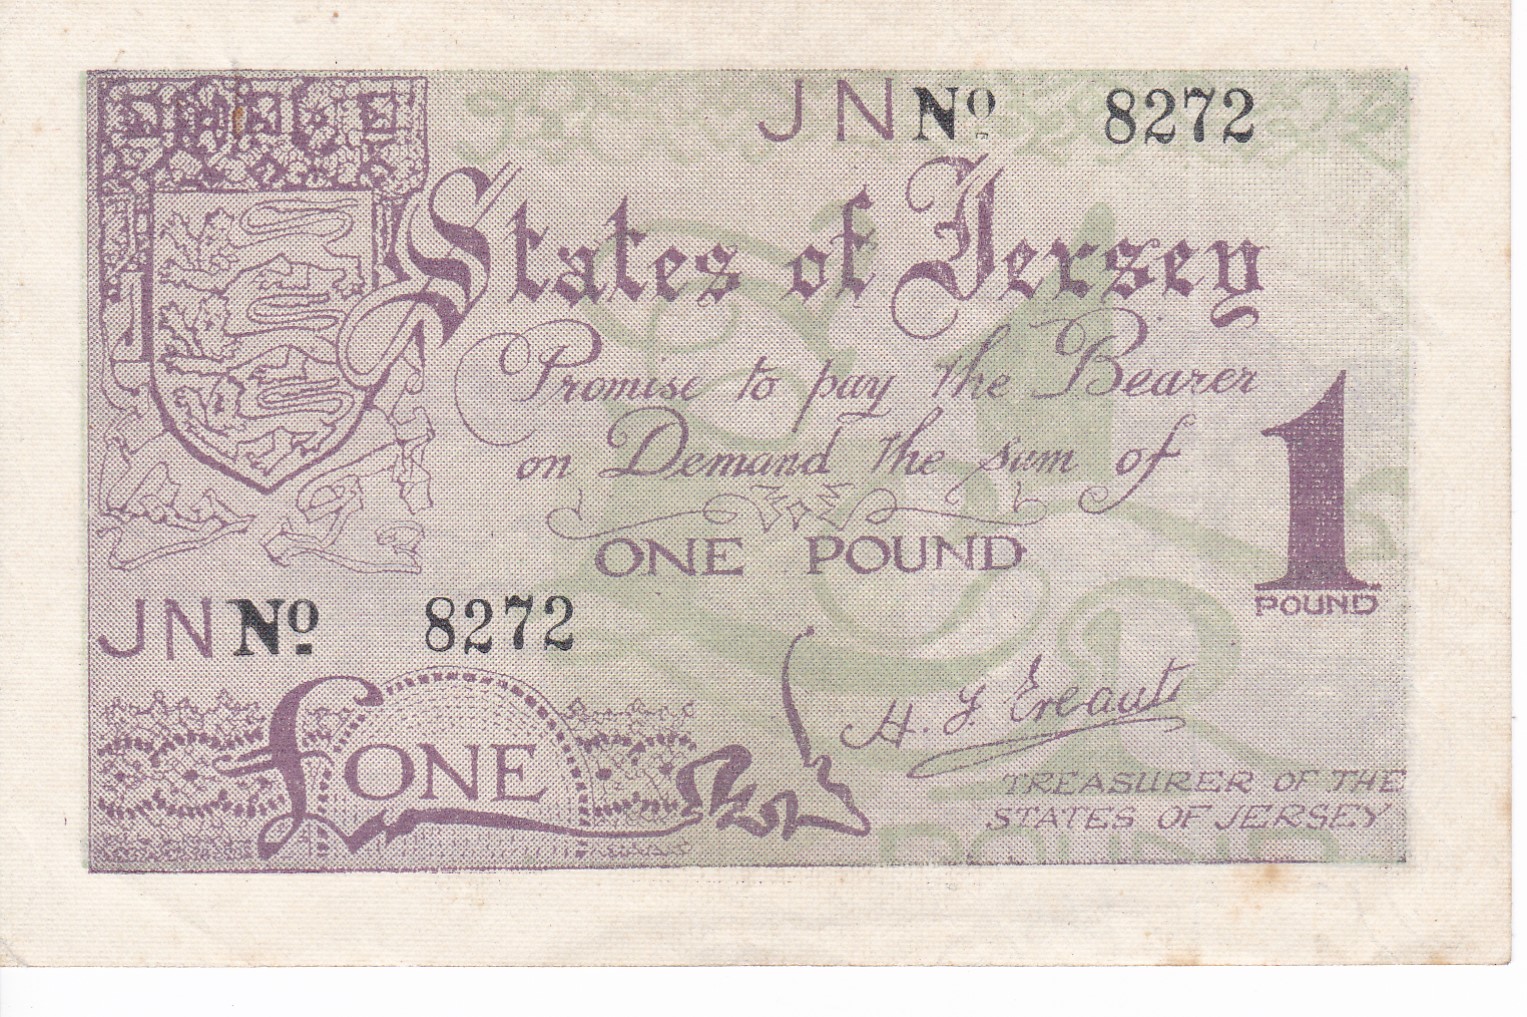 JN No 8272
States of Jersey
Promise to pay the Bearer
on Demand the sum of
ONE POUND
1
POUND
JN No 8272
£ONE
H. F. Ereaut
TREASURER OF THE
STATES OF JERSEY
POUND